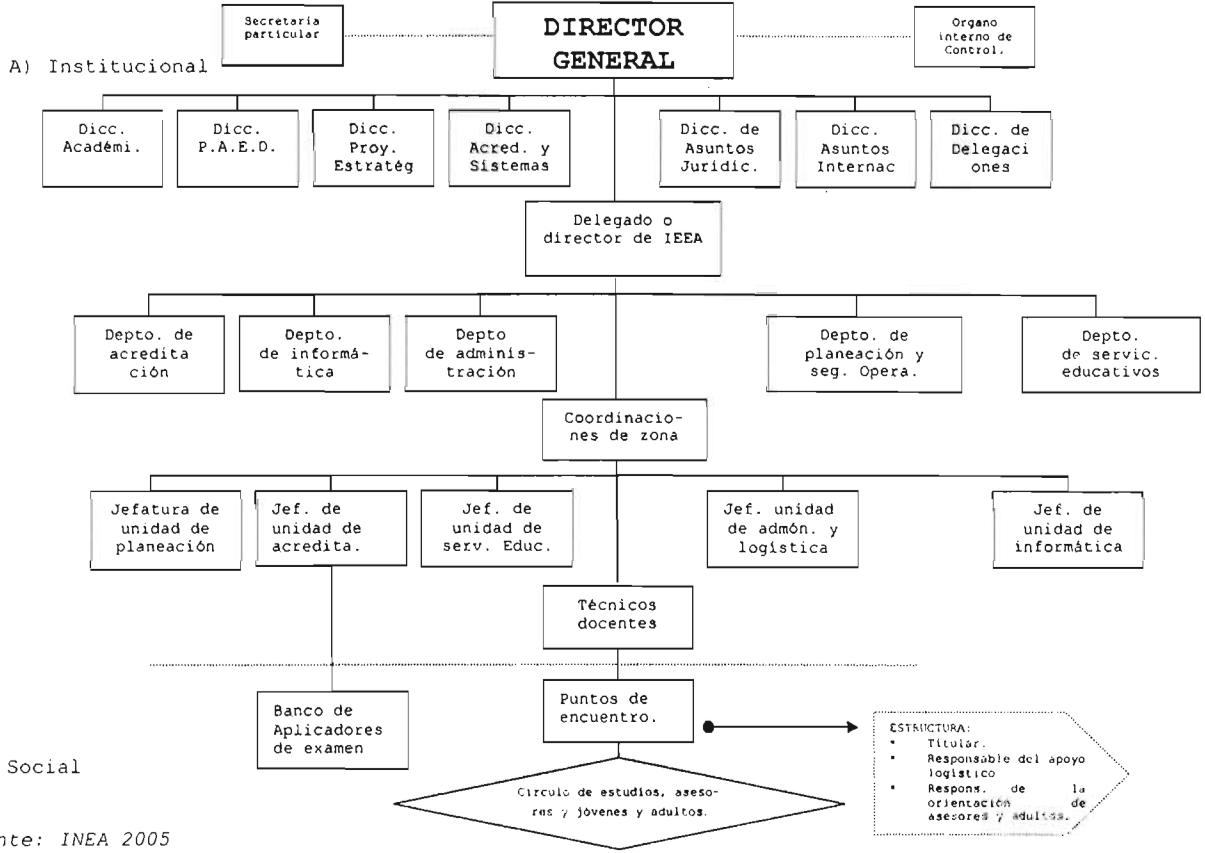 Secretaria
particular
DIRECTOR
GENERAL
Organo
interno de
Control.
A) Institucional
Dicc.
Académi.
Dicc.
P.A.E.D.
Dicc.
Proy.
Estratég
Dicc.
Acred. y
Sistemas
Dicc. de
Asuntos
Juridic.
Dicc.
Asuntos
Internac
Dicc. de
Delegaci
ones
Delegado o
director de IEEA
Depto. de
acredita
ción
Depto.
de informá-
tica
Depto
de adminis-
tración
Depto. de
planeación y
seg. Opera.
Depto.
de servic.
educativos
Coordinacio-
nes de zona
Jefatura de
unidad de
planeación
Jef. de
unidad de
acredita.
Jef. de
unidad de
serv. Educ.
Jef. unidad
de admón. y
logística
Jef. de
unidad de
informática
Técnicos
docentes
Banco de
Aplicadores
de examen
Puntos de
encuentro.
ESTRUCTURA:
▪ Titular.
▪ Responsable del apoyo
logístico
▪ Respons. de la
orientación de
asesores y adultos.
Social
Circulo de estudios, aseso-
res y jóvenes y adultos.
nte: INEA 2005